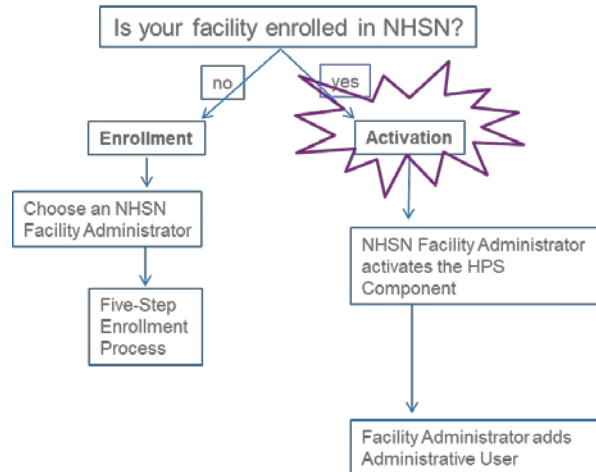 Is your facility enrolled in NHSN?
no
yes
Enrollment
Activation
Choose an NHSN
Facility Administrator
NHSN Facility Administrator
activates the HPS
Component
Five-Step
Enrollment
Process
Facility Administrator adds
Administrative User